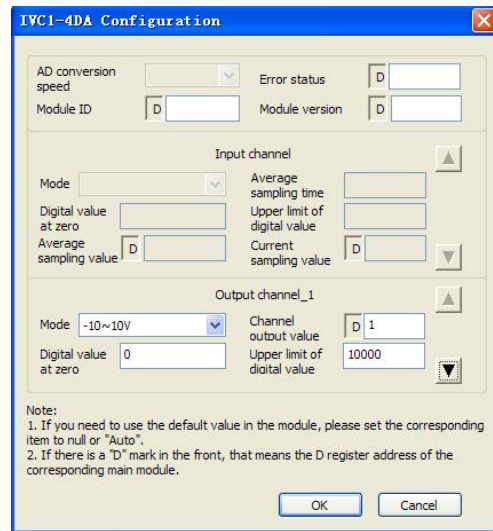 IVC1-4DA Configuration
AD conversion speed
Error status D
Module ID D
Module version D
Input channel
Mode
Average sampling time
Digital value at zero
Upper limit of digital value
Average sampling value D
Current sampling value D
Output channel_1
Mode -10~10V
Channel output value D 1
Digital value at zero 0
Upper limit of digital value 10000
Note:
1. If you need to use the default value in the module, please set the corresponding
item to null or "Auto".
2. If there is a "D" mark in the front, that means the D register address of the
corresponding main module.
OK Cancel